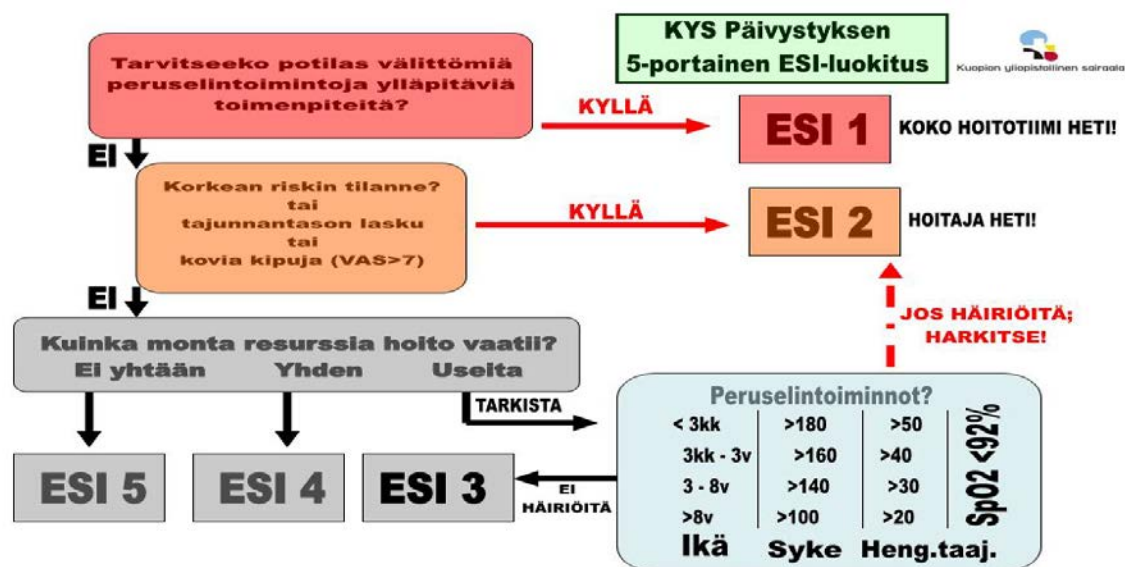 KYS Päivystyksen
5-portainen ESI-luokitus
Kuopion yliopistollinen sairaala
Tarvitseeko potilas välittömiä
peruselintoimintoja ylläpitäviä
toimenpiteitä?
KYLLÄ
ESI 1
KOKO HOITOTIIMI HETI!
EI
Korkean riskin tilanne?
tai
tajunnantason lasku
tai
kovia kipuja (VAS>7)
KYLLÄ
ESI 2
HOITAJA HETI!
EI
JOS HÄIRIÖITÄ;
HARKITSE!
Kuinka monta resurssia hoito vaatii?
Ei yhtään Yhden Useita
TARKISTA
Peruselintoiminnot?
< 3kk >180 >50
3kk - 3v >160 >40
3 - 8v >140 >30
>8v >100 >20
Ikä Syke Heng.taaj.
SpO2 <92%
EI
HÄIRIÖITÄ
ESI 5
ESI 4
ESI 3